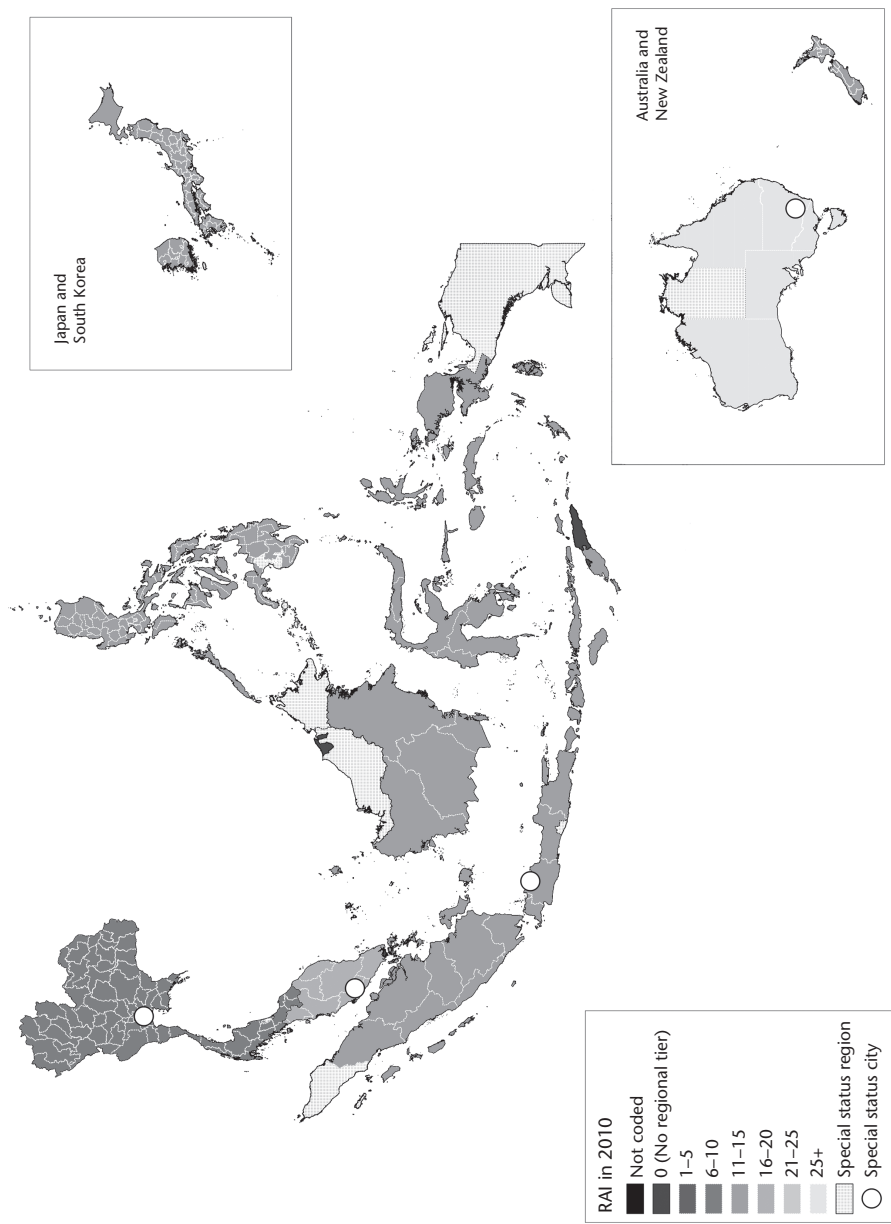 Japan and
South Korea
Australia and
New Zealand
RAI in 2010
Not coded
0 (No regional tier)
1–5
6–10
11–15
16–20
21–25
25+
Special status region
Special status city